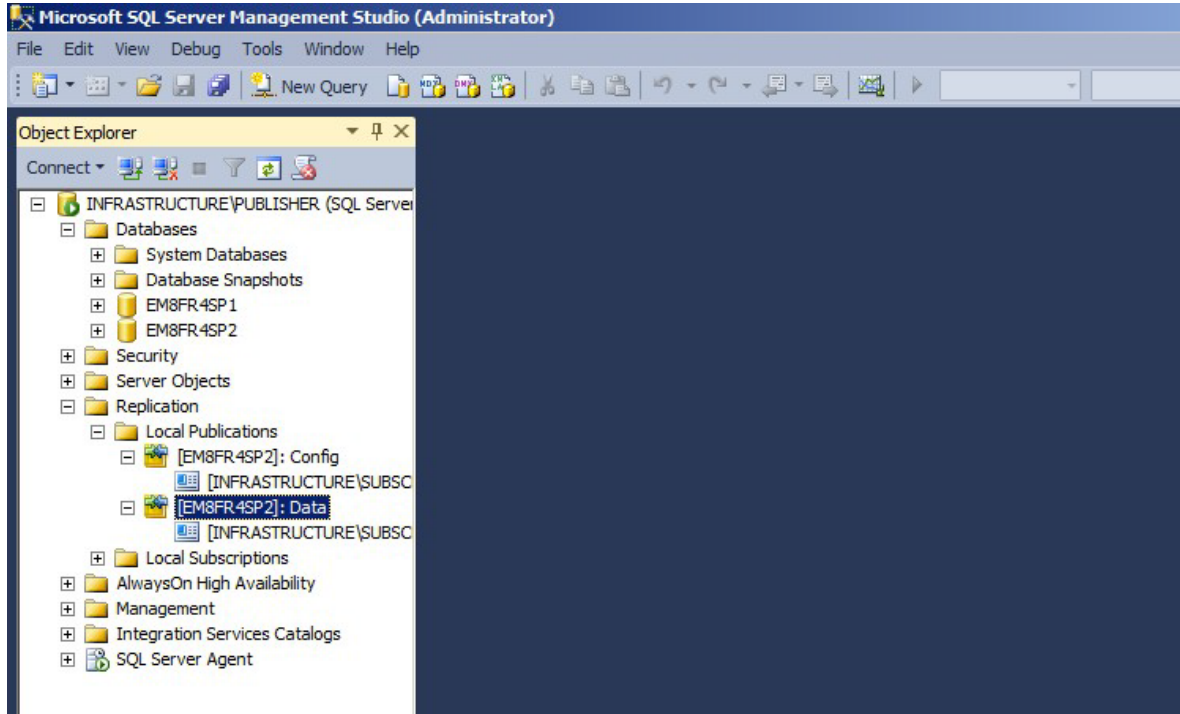 Microsoft SQL Server Management Studio (Administrator)
File Edit View Debug Tools Window Help
New Query
Object Explorer
Connect
INFRASTRUCTURE\PUBLISHER (SQL Server
Databases
System Databases
Database Snapshots
EM8FR4SP1
EM8FR4SP2
Security
Server Objects
Replication
Local Publications
[EM8FR4SP2]: Config
[INFRASTRUCTURE\SUBSC
[EM8FR4SP2]: Data
[INFRASTRUCTURE\SUBSC
Local Subscriptions
AlwaysOn High Availability
Management
Integration Services Catalogs
SQL Server Agent